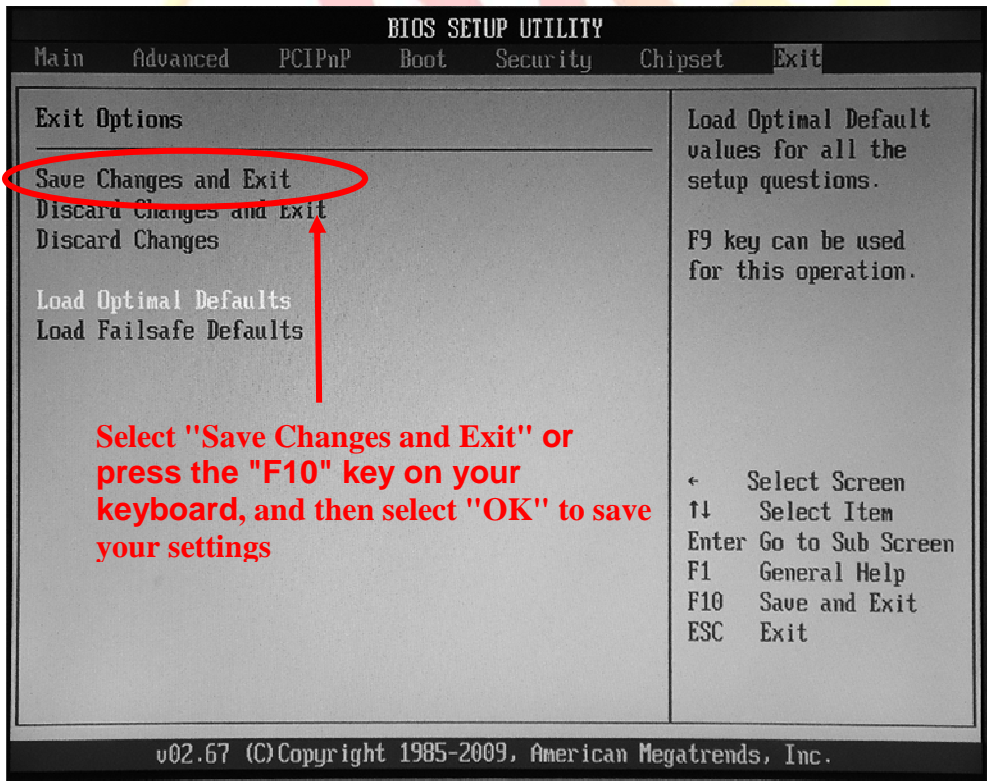 BIOS SETUP UTILITY
Main Advanced PCIPnP Boot Security Chipset Exit
Exit Options
Save Changes and Exit
Discard Changes and Exit
Discard Changes
Load Optimal Defaults
Load Failsafe Defaults
Select "Save Changes and Exit" or
press the "F10" key on your
keyboard, and then select "OK" to save
your settings
Load Optimal Default
values for all the
setup questions.
F9 key can be used
for this operation.
← Select Screen
↑↓ Select Item
Enter Go to Sub Screen
F1 General Help
F10 Save and Exit
ESC Exit
v02.67 (C)Copyright 1985-2009, American Megatrends, Inc.